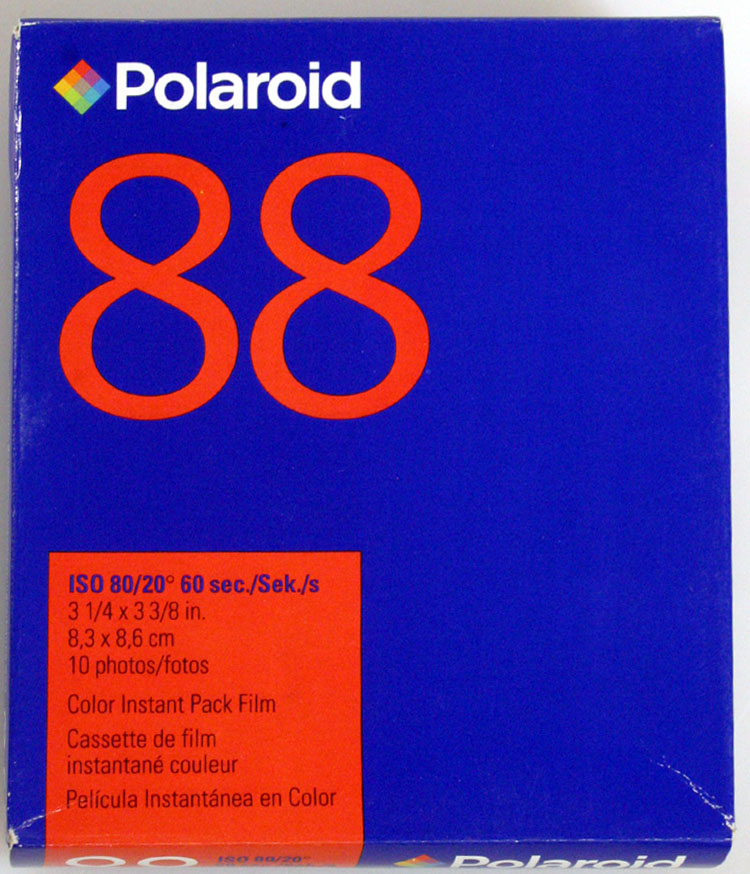 Polaroid
88
ISO 80/20° 60 sec./Sek./s
3 1/4 x 3 3/8 in.
8,3 x 8,6 cm
10 photos/fotos
Color Instant Pack Film
Cassette de film
instantané couleur
Película Instantánea en Color
88 ISO 80/20° Polaroid